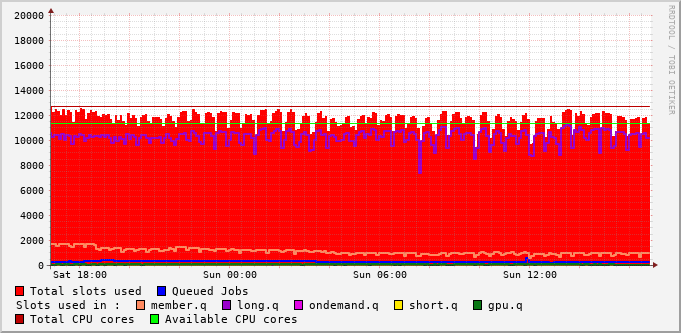 20000
18000
16000
14000
12000
10000
8000
6000
4000
2000
0
Sat 18:00 Sun 00:00 Sun 06:00 Sun 12:00
RRDTOOL / TOBI OETIKER
Total slots used Queued Jobs
Slots used in : member.q long.q ondemand.q short.q gpu.q
Total CPU cores Available CPU cores